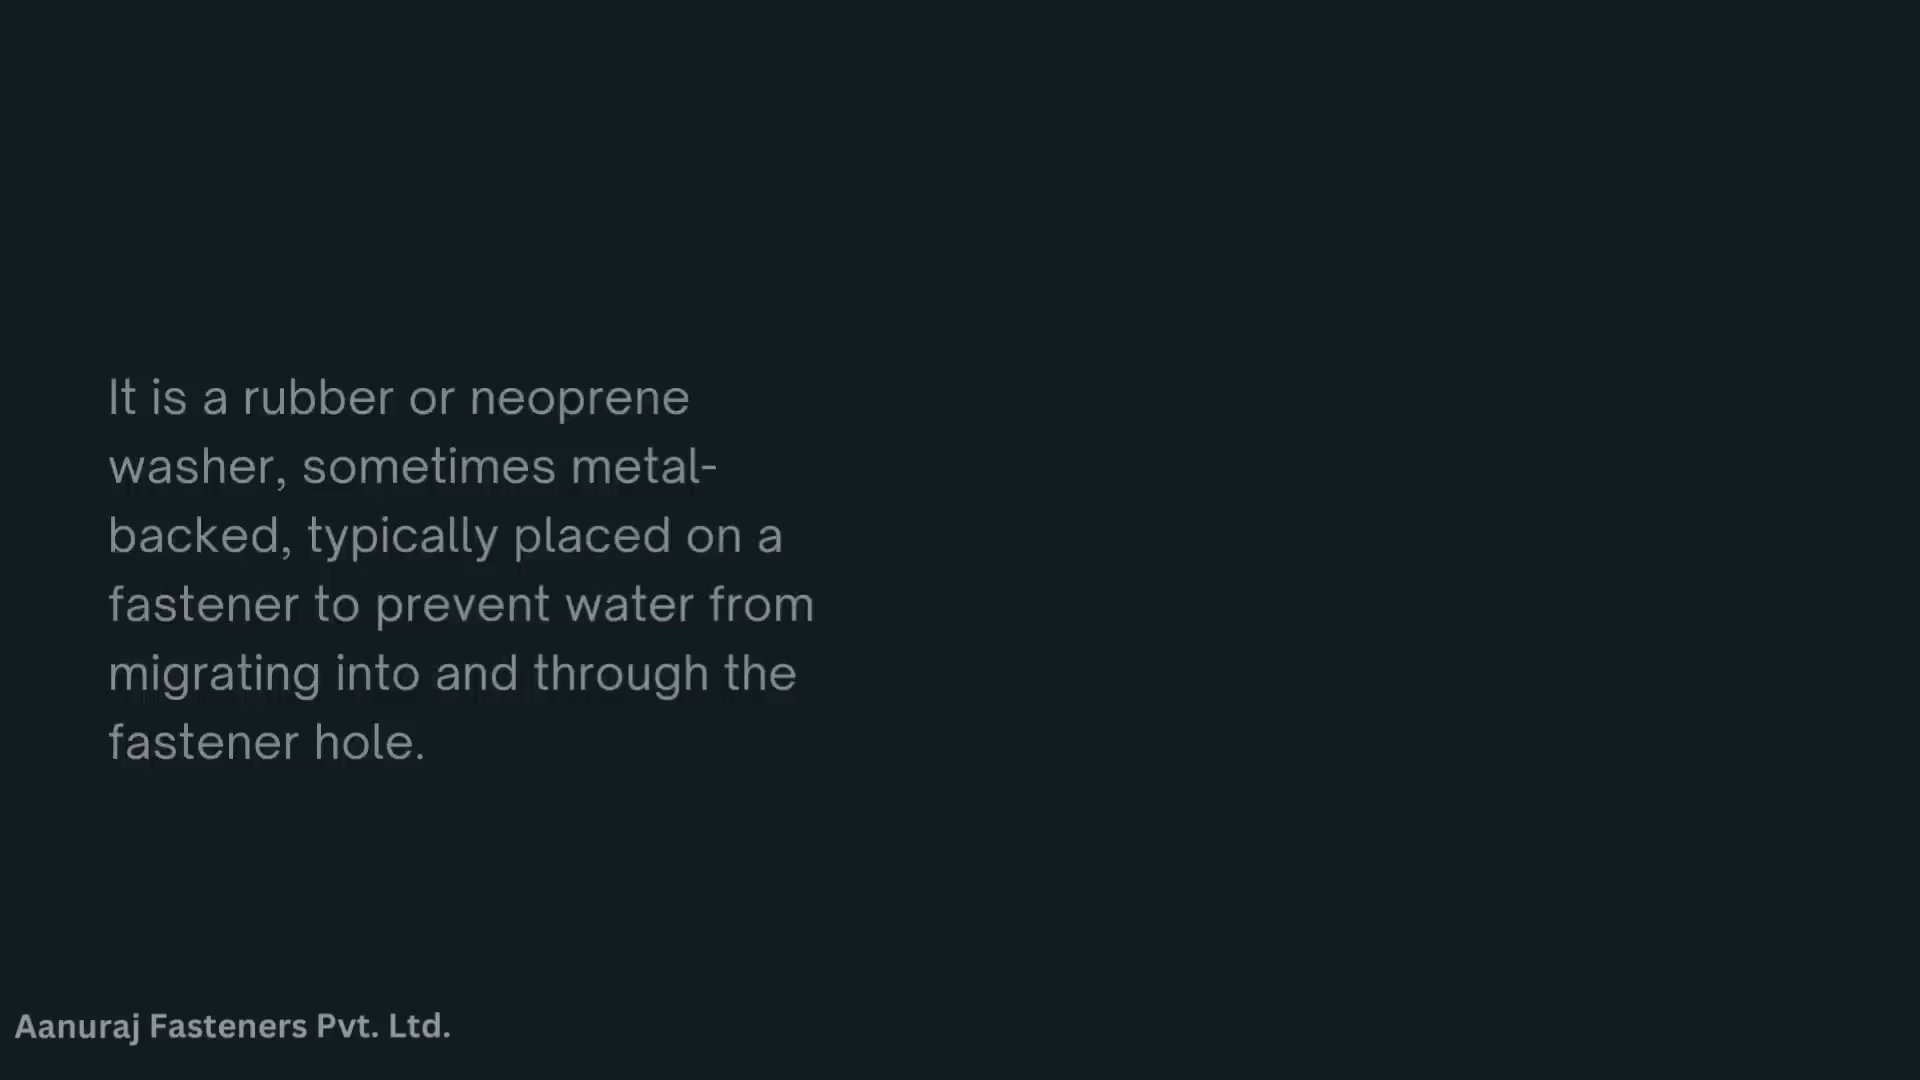 It is a rubber or neoprene
washer, sometimes metal-
backed, typically placed on a
fastener to prevent water from
migrating into and through the
fastener hole.
Aanuraj Fasteners Pvt. Ltd.